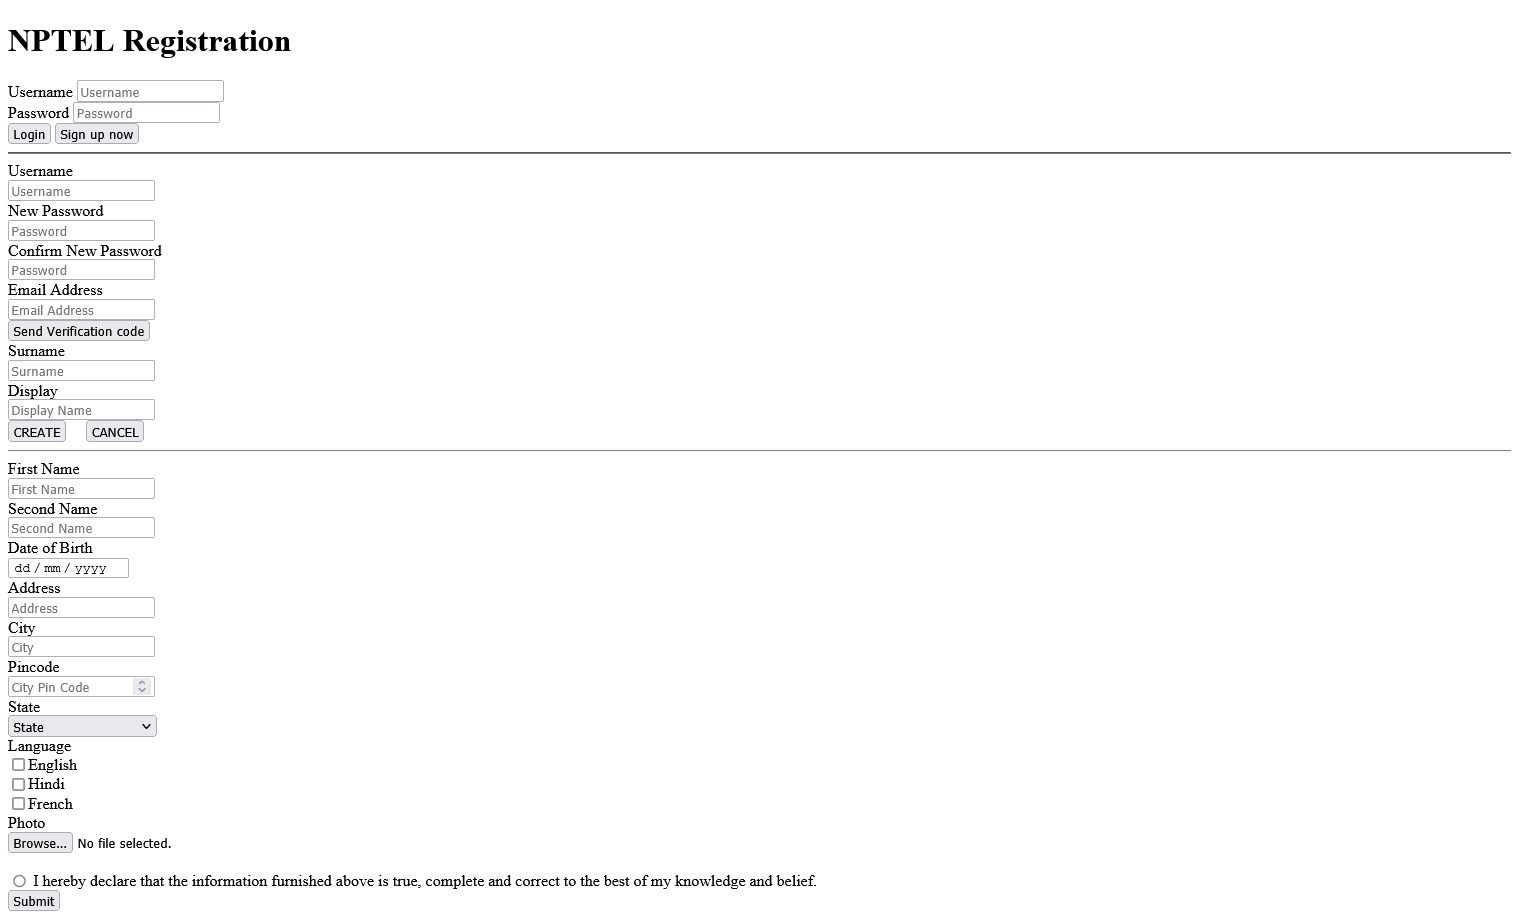 NPTEL Registration
Username Username
Password Password
Login Sign up now
Username
Username
New Password
Password
Confirm New Password
Password
Email Address
Email Address
Send Verification code
Surname
Surname
Display
Display Name
CREATE CANCEL
First Name
First Name
Second Name
Second Name
Date of Birth
dd / mm / yyyy
Address
Address
City
City
Pincode
City Pin Code
State
State
Language
English
Hindi
French
Photo
Browse... No file selected.
I hereby declare that the information furnished above is true, complete and correct to the best of my knowledge and belief.
Submit